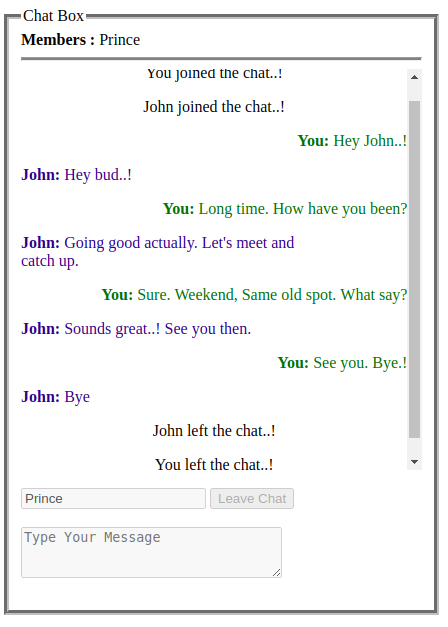 Chat Box
Members : Prince
You joined the chat..!
John joined the chat..!
You: Hey John..!
John: Hey bud..!
You: Long time. How have you been?
John: Going good actually. Let's meet and
catch up.
You: Sure. Weekend, Same old spot. What say?
John: Sounds great..! See you then.
You: See you. Bye.!
John: Bye
John left the chat..!
You left the chat..!
Prince Leave Chat
Type Your Message